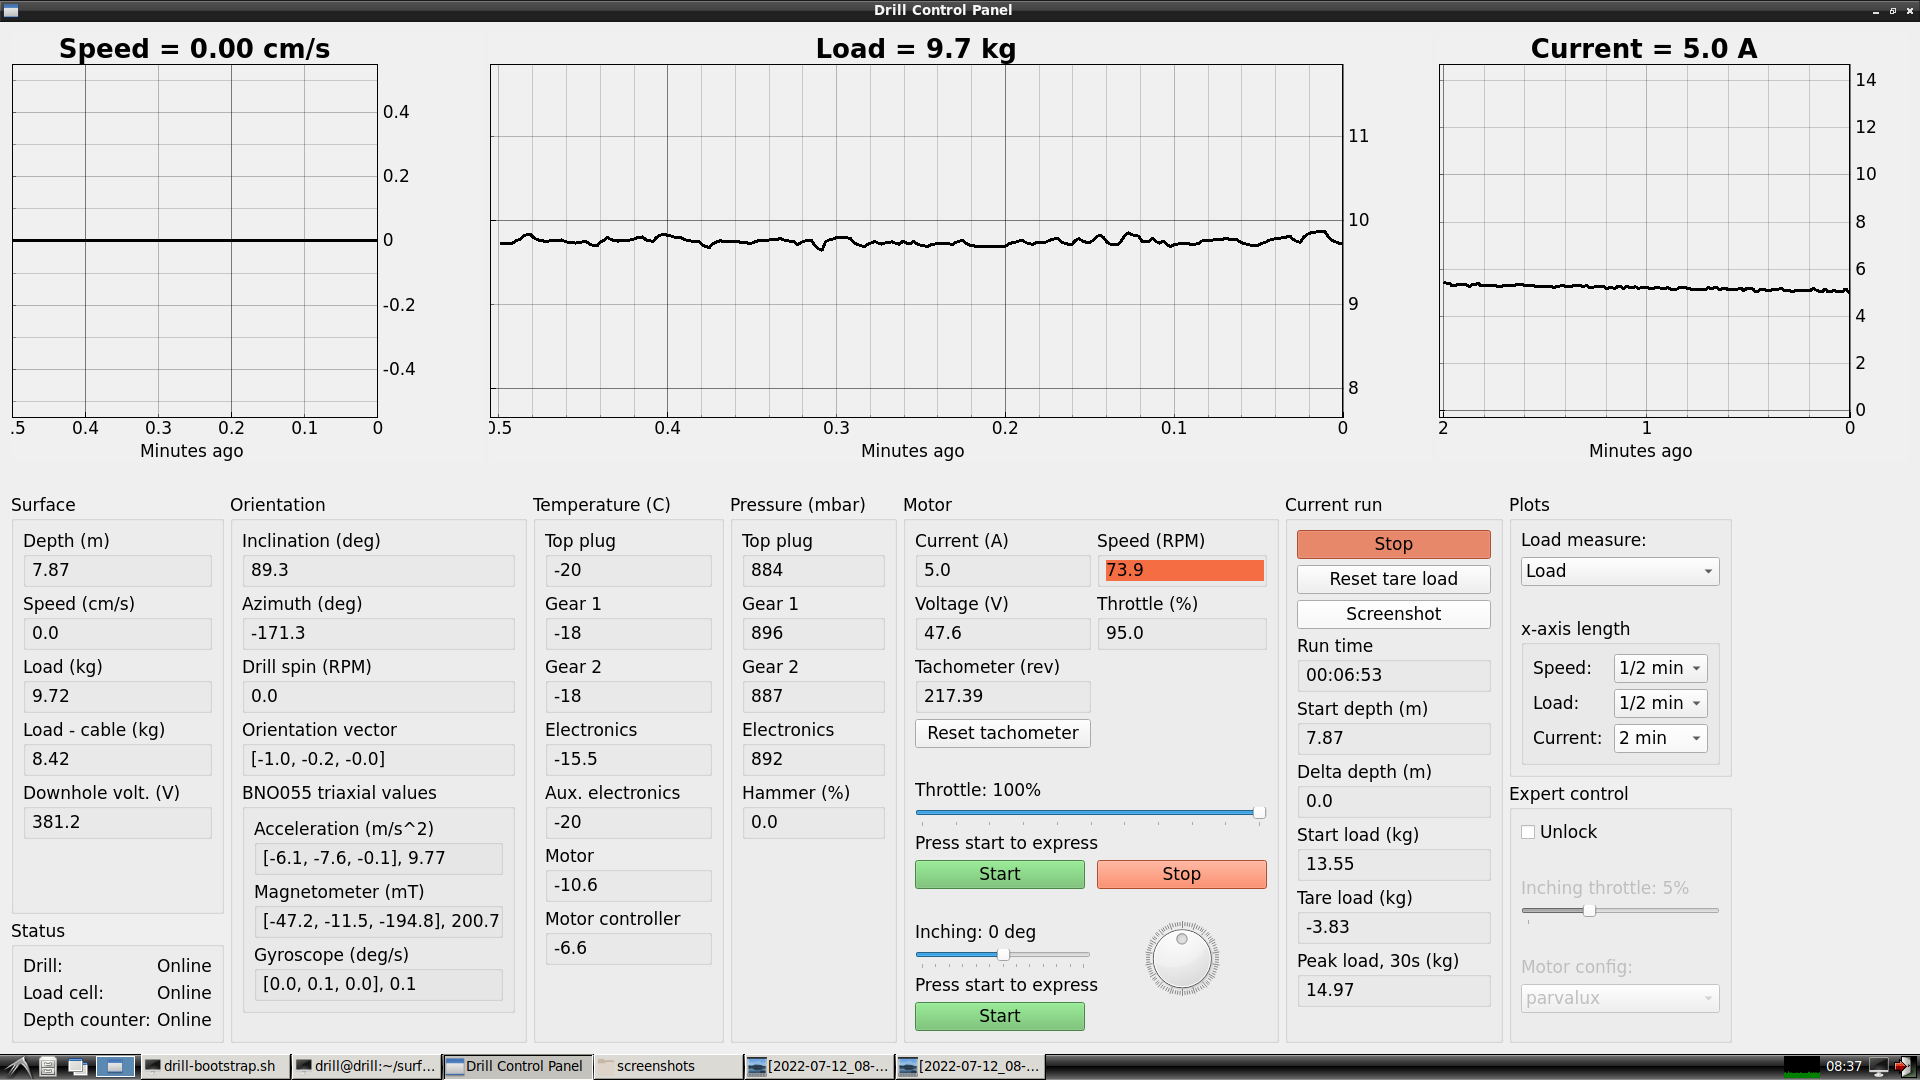 Drill Control Panel
Speed = 0.00 cm/s
0.4
0.2
0
-0.2
-0.4
.5 0.4 0.3 0.2 0.1 0
Minutes ago
Load = 9.7 kg
11
10
9
8
0.5 0.4 0.3 0.2 0.1 0
Minutes ago
Current = 5.0 A
14
12
10
8
6
4
2
0
2 1 0
Minutes ago
Surface
Depth (m)
7.87
Speed (cm/s)
0.0
Load (kg)
9.72
Load - cable (kg)
8.42
Downhole volt. (V)
381.2
Status
Drill: Online
Load cell: Online
Depth counter: Online
Orientation
Inclination (deg)
89.3
Azimuth (deg)
-171.3
Drill spin (RPM)
0.0
Orientation vector
[-1.0, -0.2, -0.0]
BNO055 triaxial values
Acceleration (m/s^2)
[-6.1, -7.6, -0.1], 9.77
Magnetometer (mT)
[-47.2, -11.5, -194.8], 200.7
Gyroscope (deg/s)
[0.0, 0.1, 0.0], 0.1
Temperature (C)
Top plug
-20
Gear 1
-18
Gear 2
-18
Electronics
-15.5
Aux. electronics
-20
Motor
-10.6
Motor controller
-6.6
Pressure (mbar)
Top plug
884
Gear 1
896
Gear 2
887
Electronics
892
Hammer (%)
0.0
Motor
Current (A) Speed (RPM)
5.0 73.9
Voltage (V) Throttle (%)
47.6 95.0
Tachometer (rev)
217.39
Reset tachometer
Throttle: 100%
Press start to express
Start Stop
Inching: 0 deg
Press start to express
Start
Current run
Stop
Reset tare load
Screenshot
Run time
00:06:53
Start depth (m)
7.87
Delta depth (m)
0.0
Start load (kg)
13.55
Tare load (kg)
-3.83
Peak load, 30s (kg)
14.97
Plots
Load measure:
Load
x-axis length
Speed: 1/2 min
Load: 1/2 min
Current: 2 min
Expert control
Unlock
Inching throttle: 5%
Motor config:
parvalux
drill-bootstrap.sh drill@drill:~/surf... Drill Control Panel screenshots [2022-07-12_08-... [2022-07-12_08-... 08:37